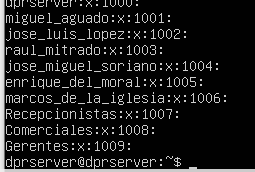 dprserver:x:1000:
miguel_aguado:x:1001:
jose_luis_lopez:x:1002:
raul_mitrado:x:1003:
jose_miguel_soriano:x:1004:
enrique_del_moral:x:1005:
marcos_de_la_iglesia:x:1006:
Recepcionistas:x:1007:
Comerciales:x:1008:
Gerentes:x:1009:
dprserver@dprserver:~$ _